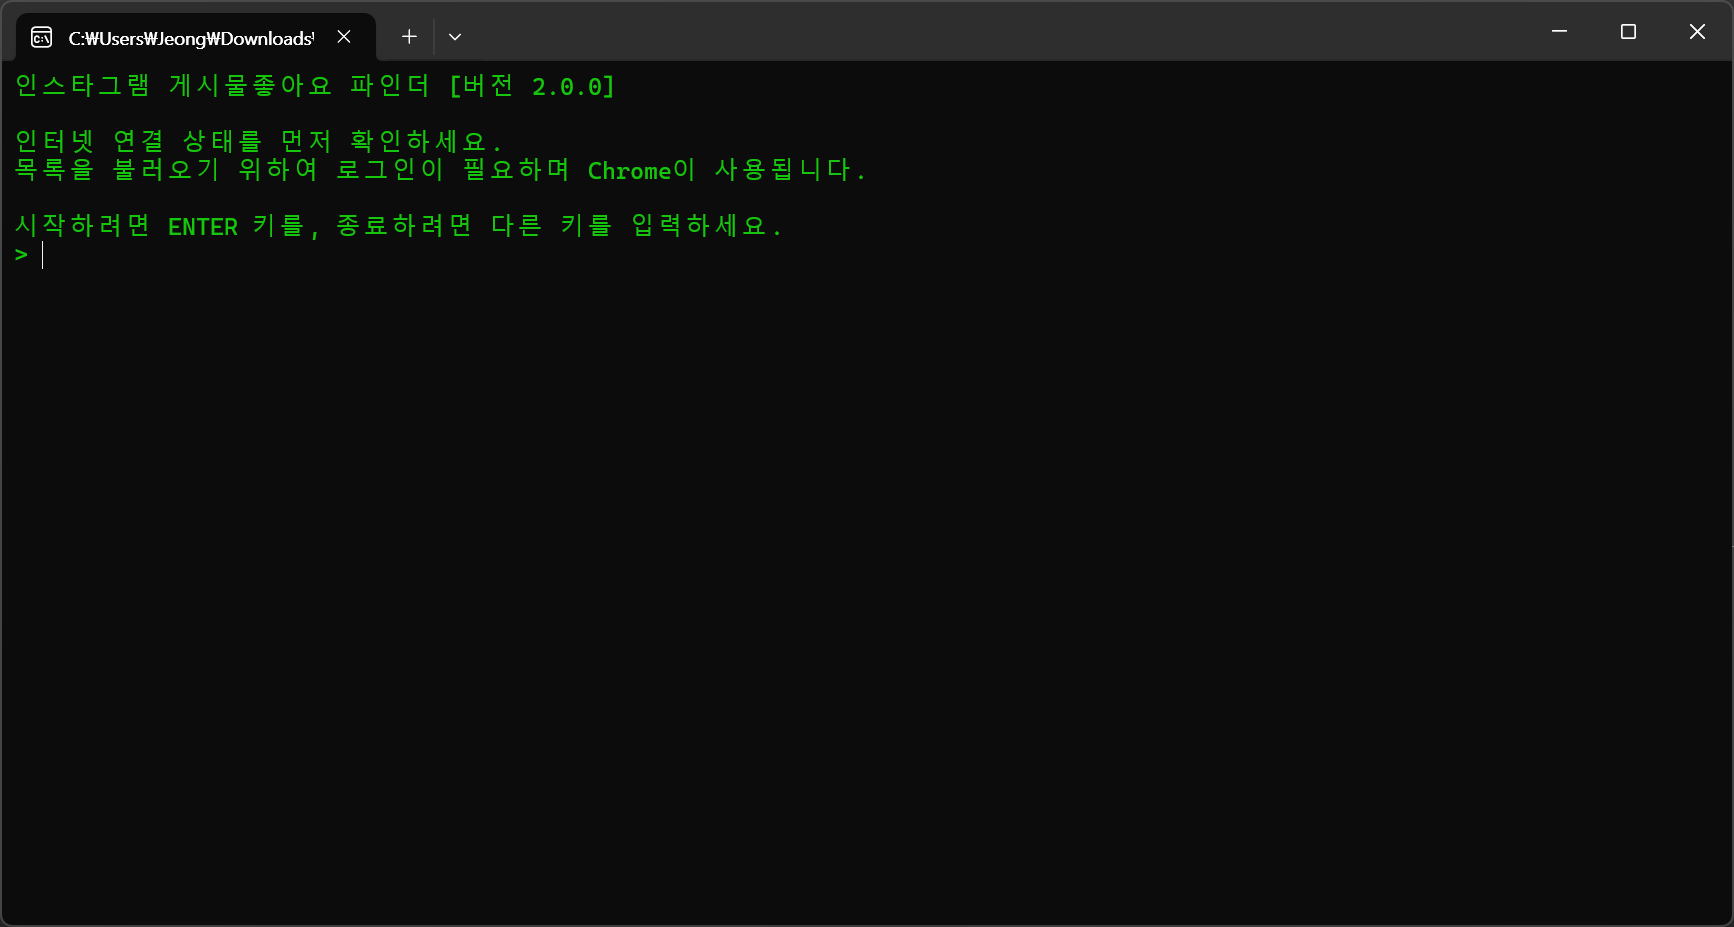 C:₩Users₩Jeong₩Downloads
인스타그램 게시물좋아요 파인더 [버전 2.0.0]
인터넷 연결 상태를 먼저 확인하세요.
목록을 불러오기 위하여 로그인이 필요하며 Chrome이 사용됩니다.
시작하려면 ENTER 키를, 종료하려면 다른 키를 입력하세요.
>